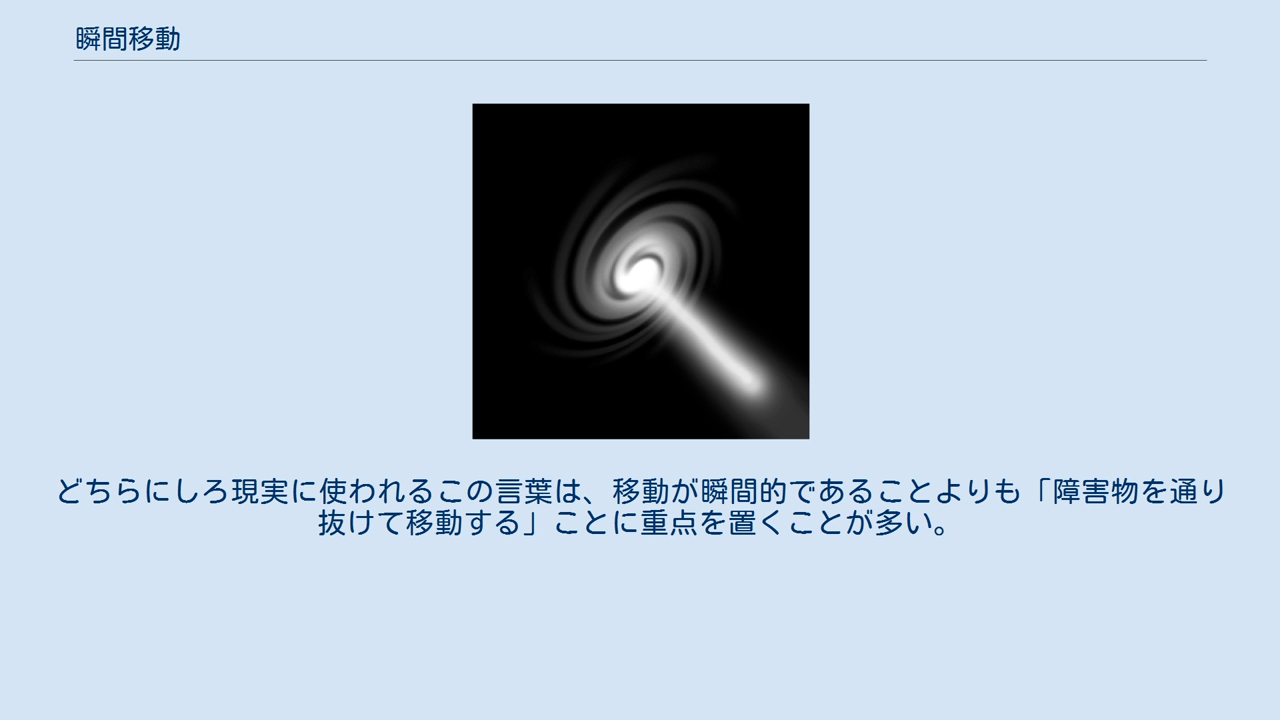 瞬間移動
どちらにしろ現実に使われるこの言葉は、移動が瞬間的であることよりも「障害物を通り
抜けて移動する」ことに重点を置くことが多い。